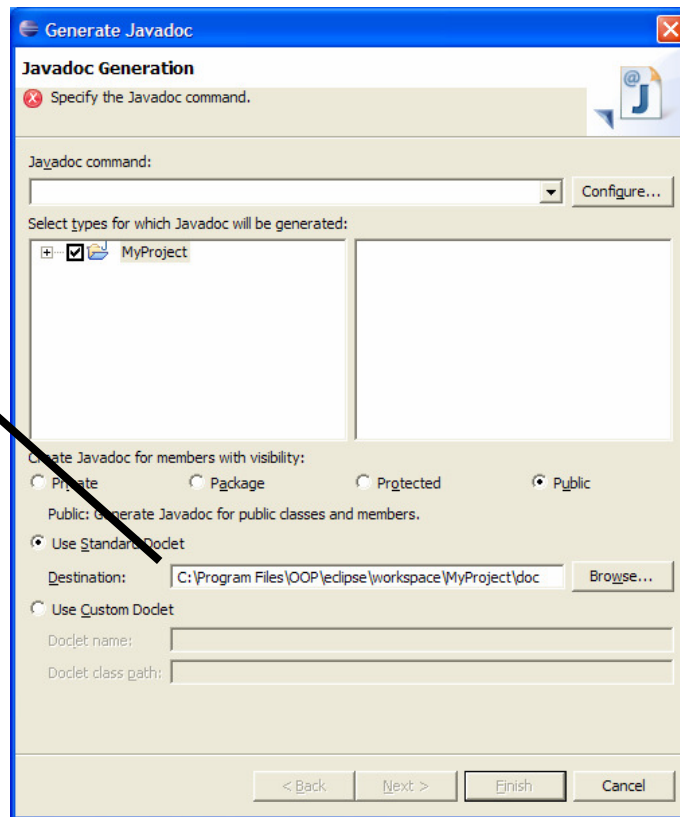 Generate Javadoc
Javadoc Generation
Specify the Javadoc command.
Javadoc command:
Configure...
Select types for which Javadoc will be generated:
MyProject
Create Javadoc for members with visibility:
Private Package Protected Public
Public: Generate Javadoc for public classes and members.
Use Standard Doclet
Destination: C:\Program Files\OOP\eclipse\workspace\MyProject\doc Browse...
Use Custom Doclet
Doclet name:
Doclet class path:
< Back Next > Finish Cancel